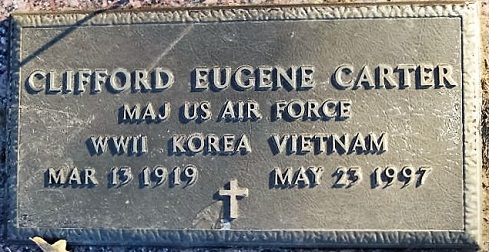 CLIFFORD EUGENE CARTER
MAJ US AIR FORCE
WWII KOREA VIETNAM
MAR 13 1919 MAY 23 1997